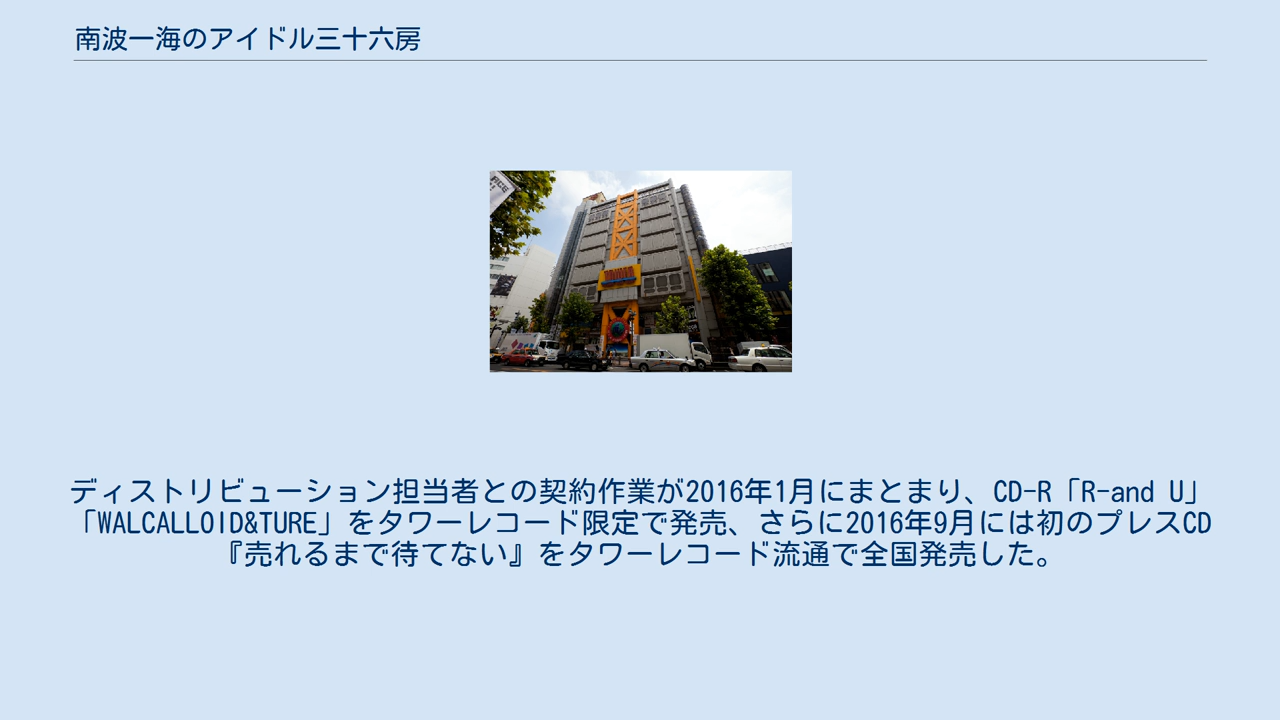 南波一海のアイドル三十六房
ディストリビューション担当者との契約作業が2016年1月にまとまり、CD-R「R-and U」
「WALCALLOID&TURE」をタワーレコード限定で発売、さらに2016年9月には初のプレスCD
『売れるまで待てない』をタワーレコード流通で全国発売した。